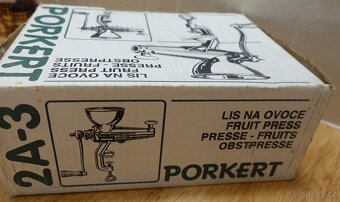 PORKERT
LIS NA OVOCE
FRUIT PRESS
PRESSE - FRUITS
OBSTPRESSE
2A-3
LIS NA OVOCE
FRUIT PRESS
PRESSE - FRUITS
OBSTPRESSE
PORKERT